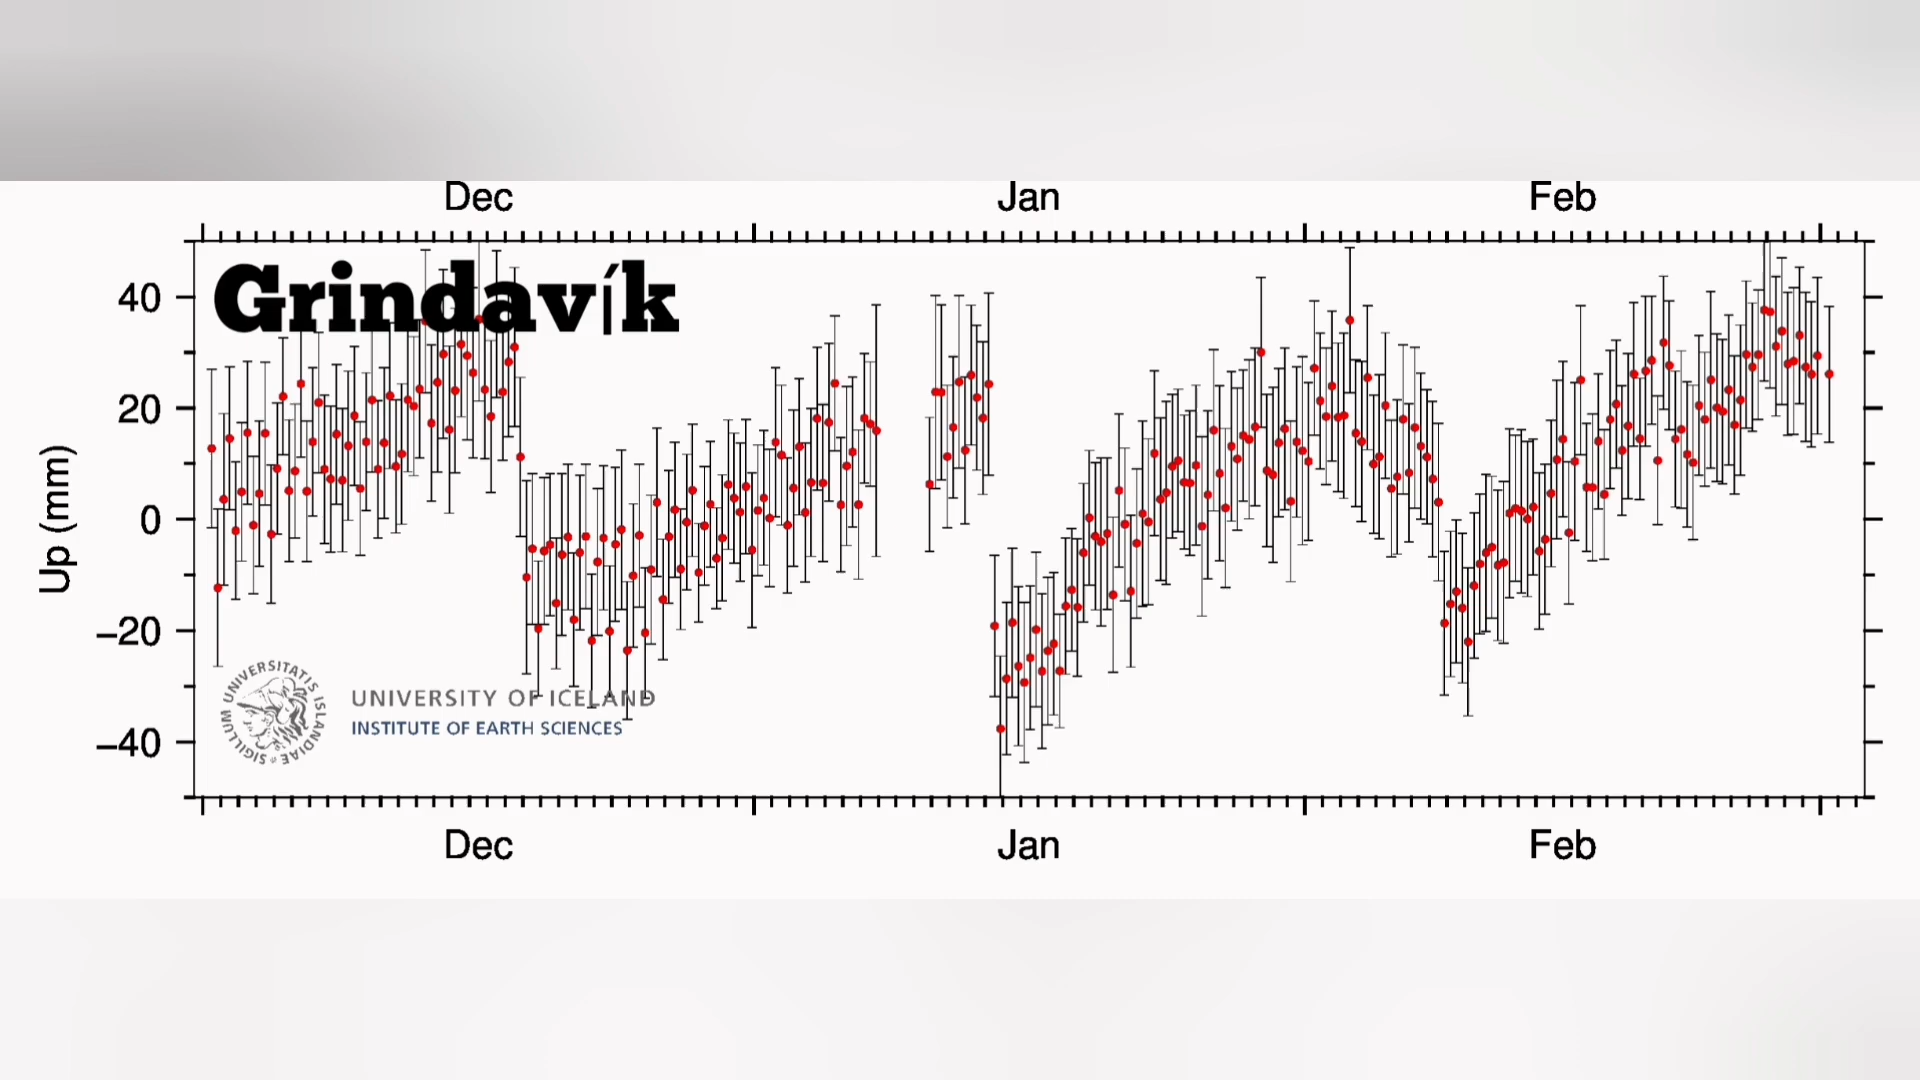 Dec Jan Feb
Grindavík
40
20
0
−20
−40
Up (mm)
SIGILLUM UNIVERSITATIS ISLANDIAE
UNIVERSITY OF ICELAND
INSTITUTE OF EARTH SCIENCES
Dec Jan Feb